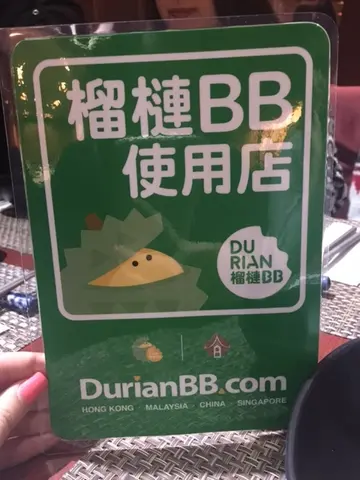 榴槤BB
使用店
DU
RIAN
榴槤BB
DurianBB.com
HONG KONG MALAYSIA CHINA SINGAPORE